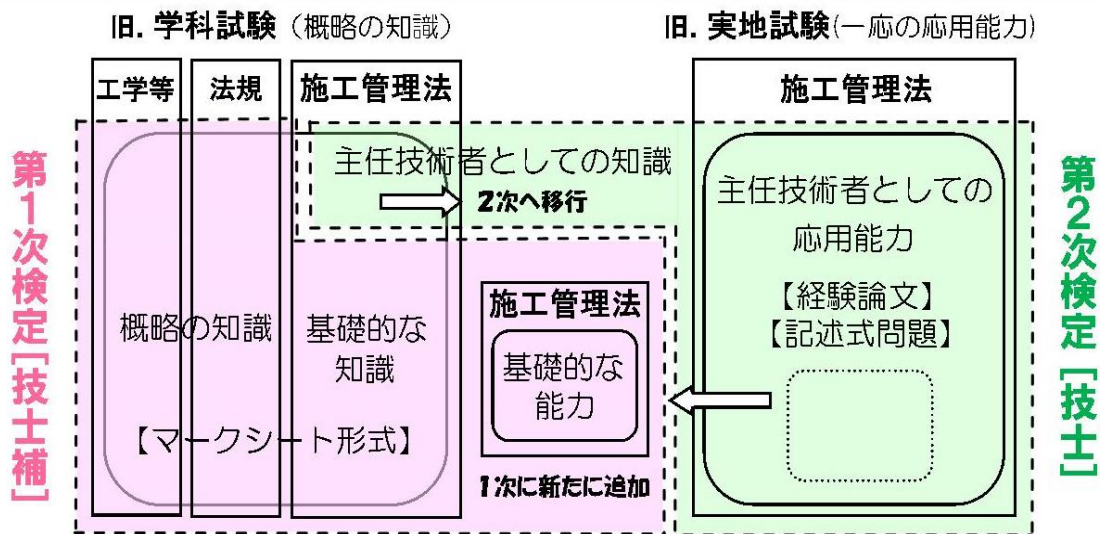 旧. 学科試験（概略の知識）
旧. 実地試験(一応の応用能力)
工学等
法規
施工管理法
施工管理法
第1次検定[技士補]
主任技術者としての知識
2次へ移行
概略の知識
基礎的な
知識
【マークシート形式】
施工管理法
基礎的な
能力
1次に新たに追加
主任技術者としての
応用能力
【経験論文】
【記述式問題】
第2次検定[技士]